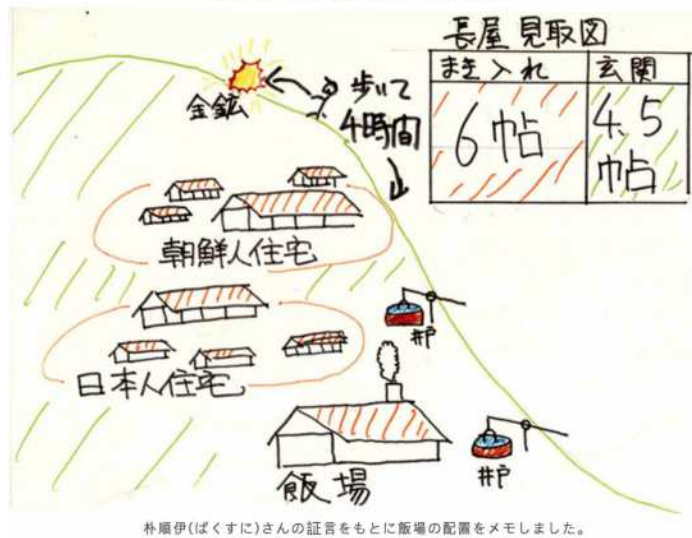 長屋見取図
まき入れ
玄関
6帖
4.5
帖
金鉱
歩いて
4時間
朝鮮人住宅
井戸
日本人住宅
飯場
井戸
朴順伊(ぱくすに)さんの証言をもとに飯場の配置をメモしました。